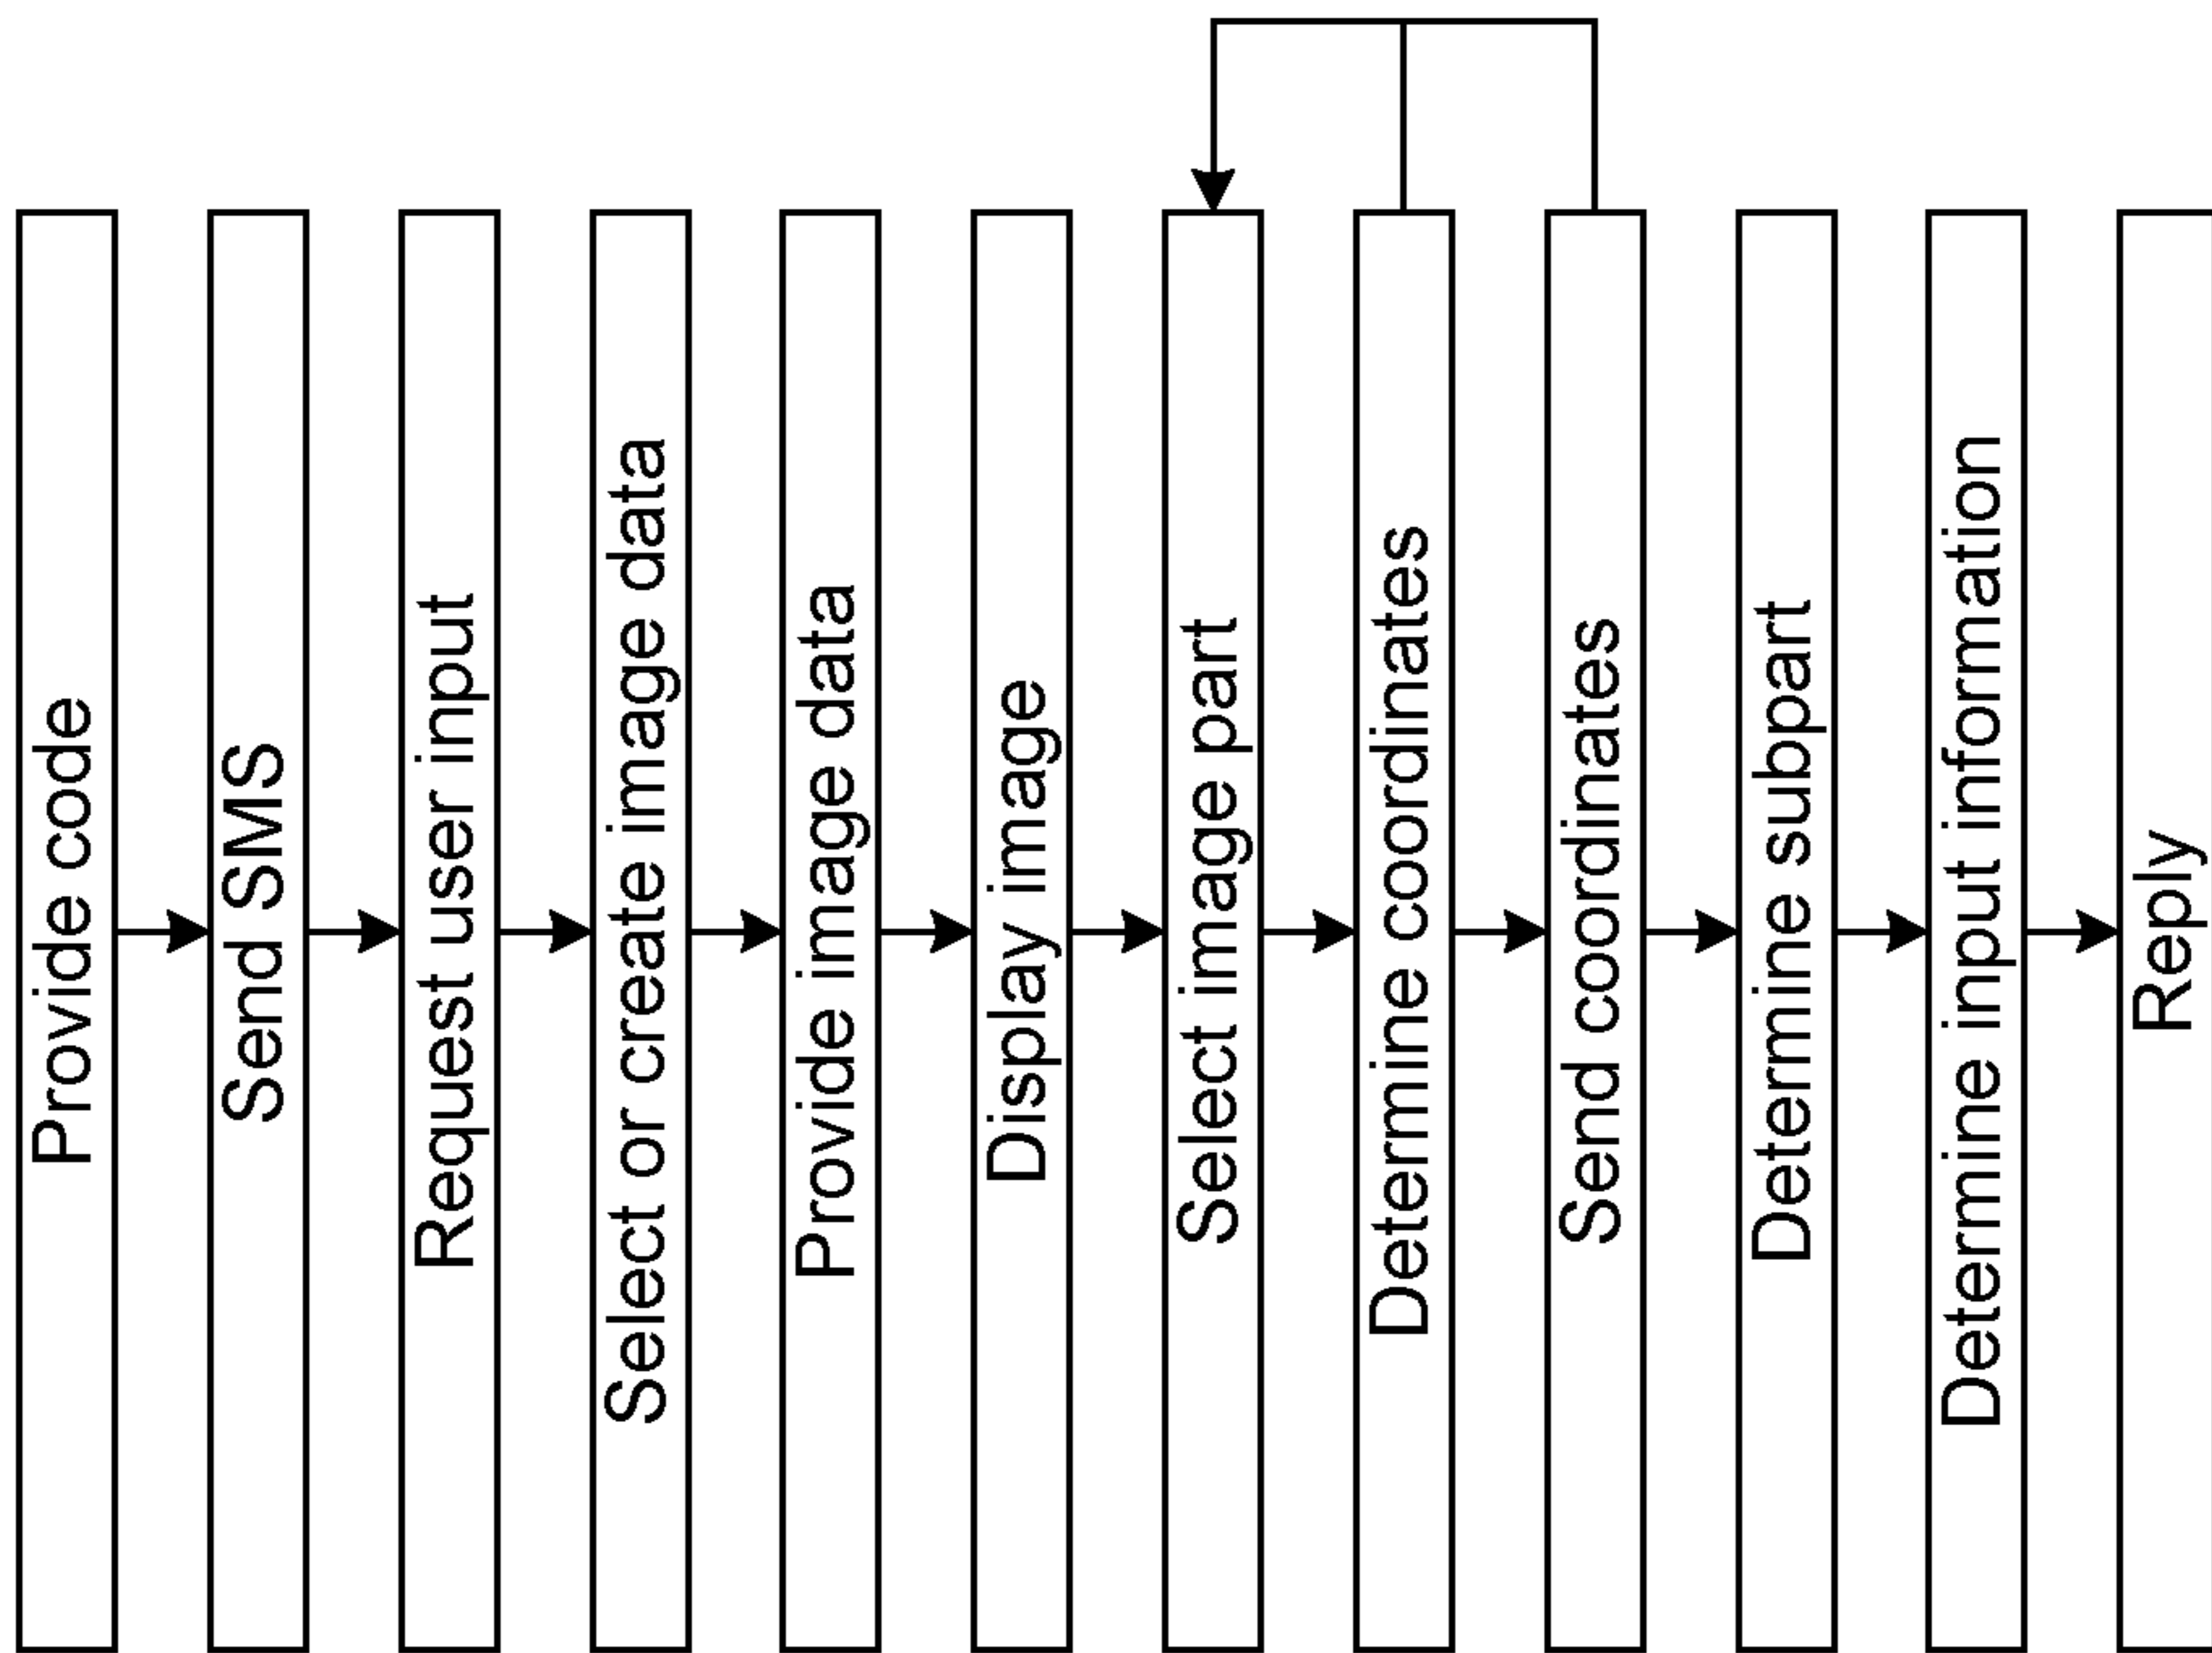 Provide code
Send SMS
Request user input
Select or create image data
Provide image data
Display image
Select image part
Determine coordinates
Send coordinates
Determine subpart
Determine input information
Reply